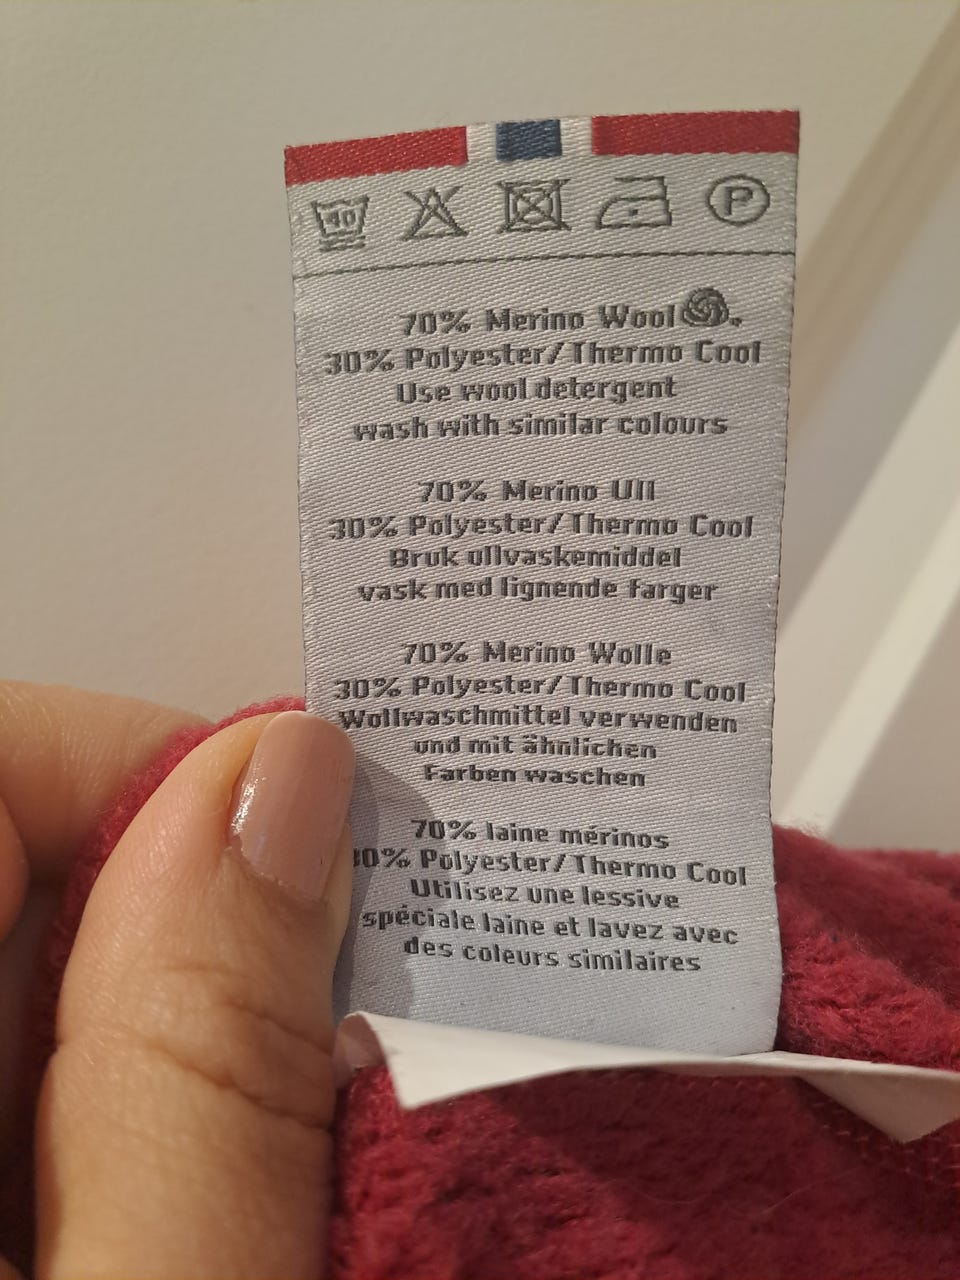 40
P
70% Merino Wool
30% Polyester/Thermo Cool
Use wool detergent
wash with similar colours
70% Merino Ull
30% Polyester/Thermo Cool
Bruk ullvaskemiddel
vask med lignende farger
70% Merino Wolle
30% Polyester/Thermo Cool
Wollwaschmittel verwenden
und mit ähnlichen
Farben waschen
70% laine mérinos
30% Polyester/Thermo Cool
Utilisez une lessive
spéciale laine et lavez avec
des coleurs similaires